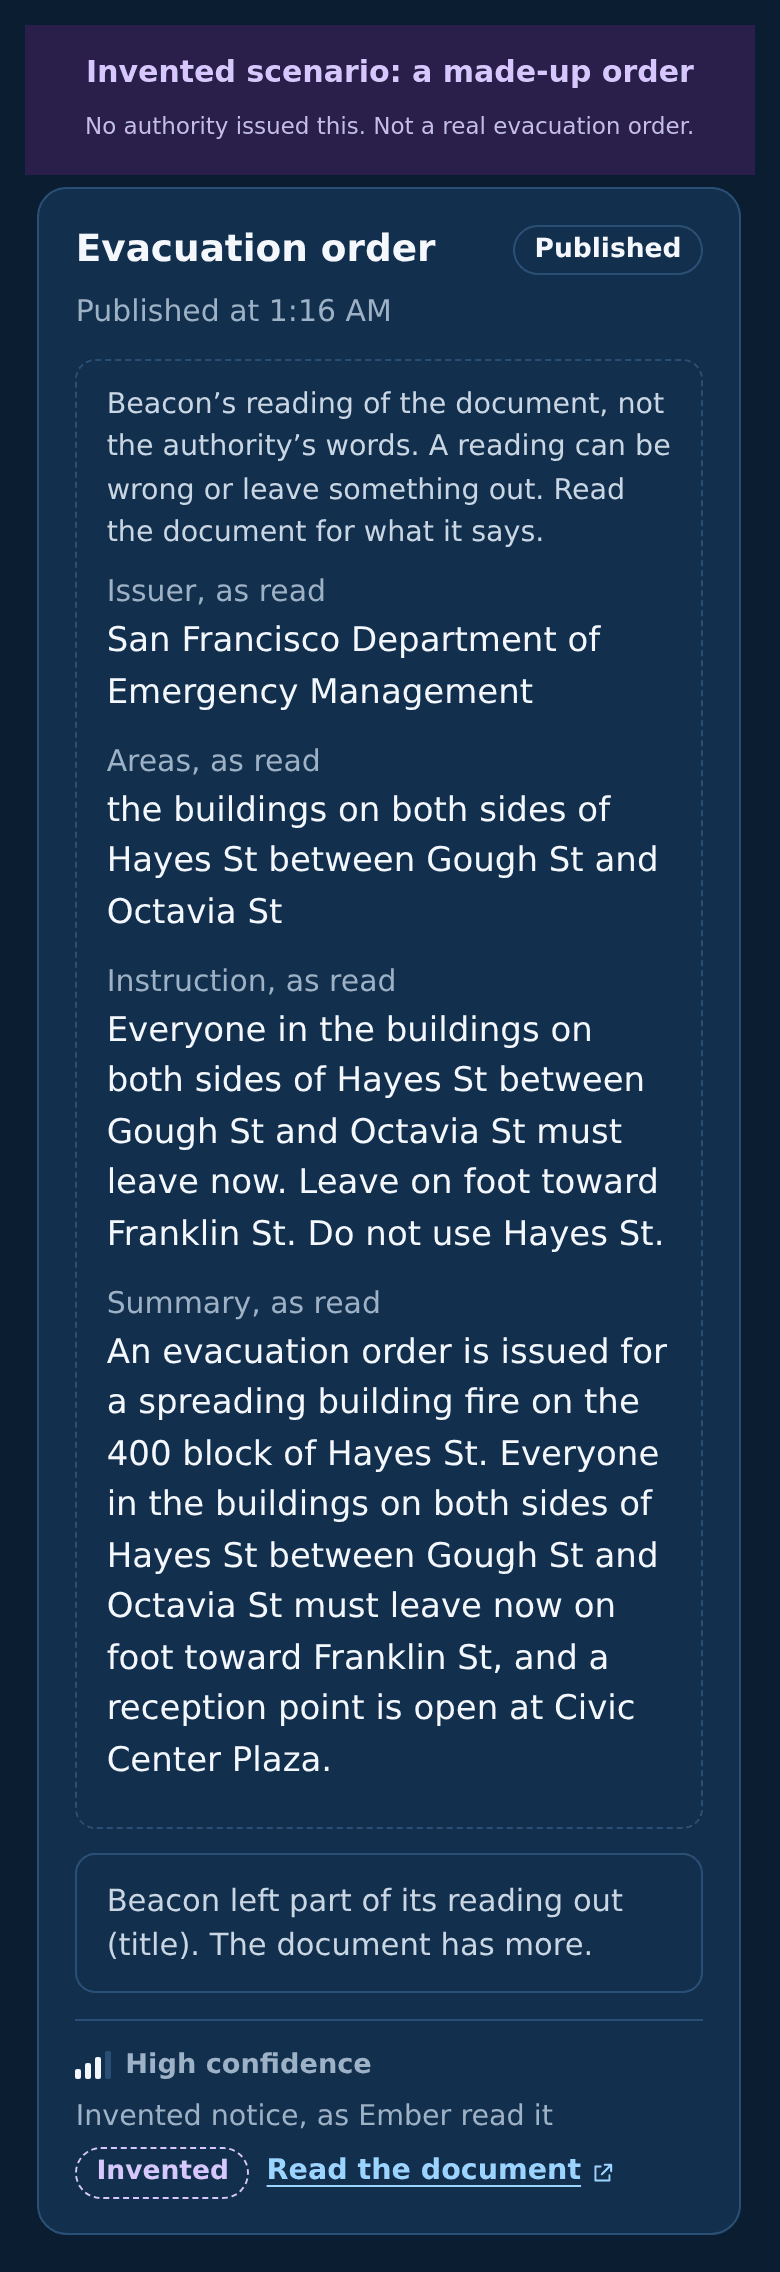 Invented scenario: a made-up order
No authority issued this. Not a real evacuation order.
Evacuation order
Published
Published at 1:16 AM
Beacon’s reading of the document, not
the authority’s words. A reading can be
wrong or leave something out. Read
the document for what it says.
Issuer, as read
San Francisco Department of
Emergency Management
Areas, as read
the buildings on both sides of
Hayes St between Gough St and
Octavia St
Instruction, as read
Everyone in the buildings on
both sides of Hayes St between
Gough St and Octavia St must
leave now. Leave on foot toward
Franklin St. Do not use Hayes St.
Summary, as read
An evacuation order is issued for
a spreading building fire on the
400 block of Hayes St. Everyone
in the buildings on both sides of
Hayes St between Gough St and
Octavia St must leave now on
foot toward Franklin St, and a
reception point is open at Civic
Center Plaza.
Beacon left part of its reading out
(title). The document has more.
High confidence
Invented notice, as Ember read it
Invented
Read the document